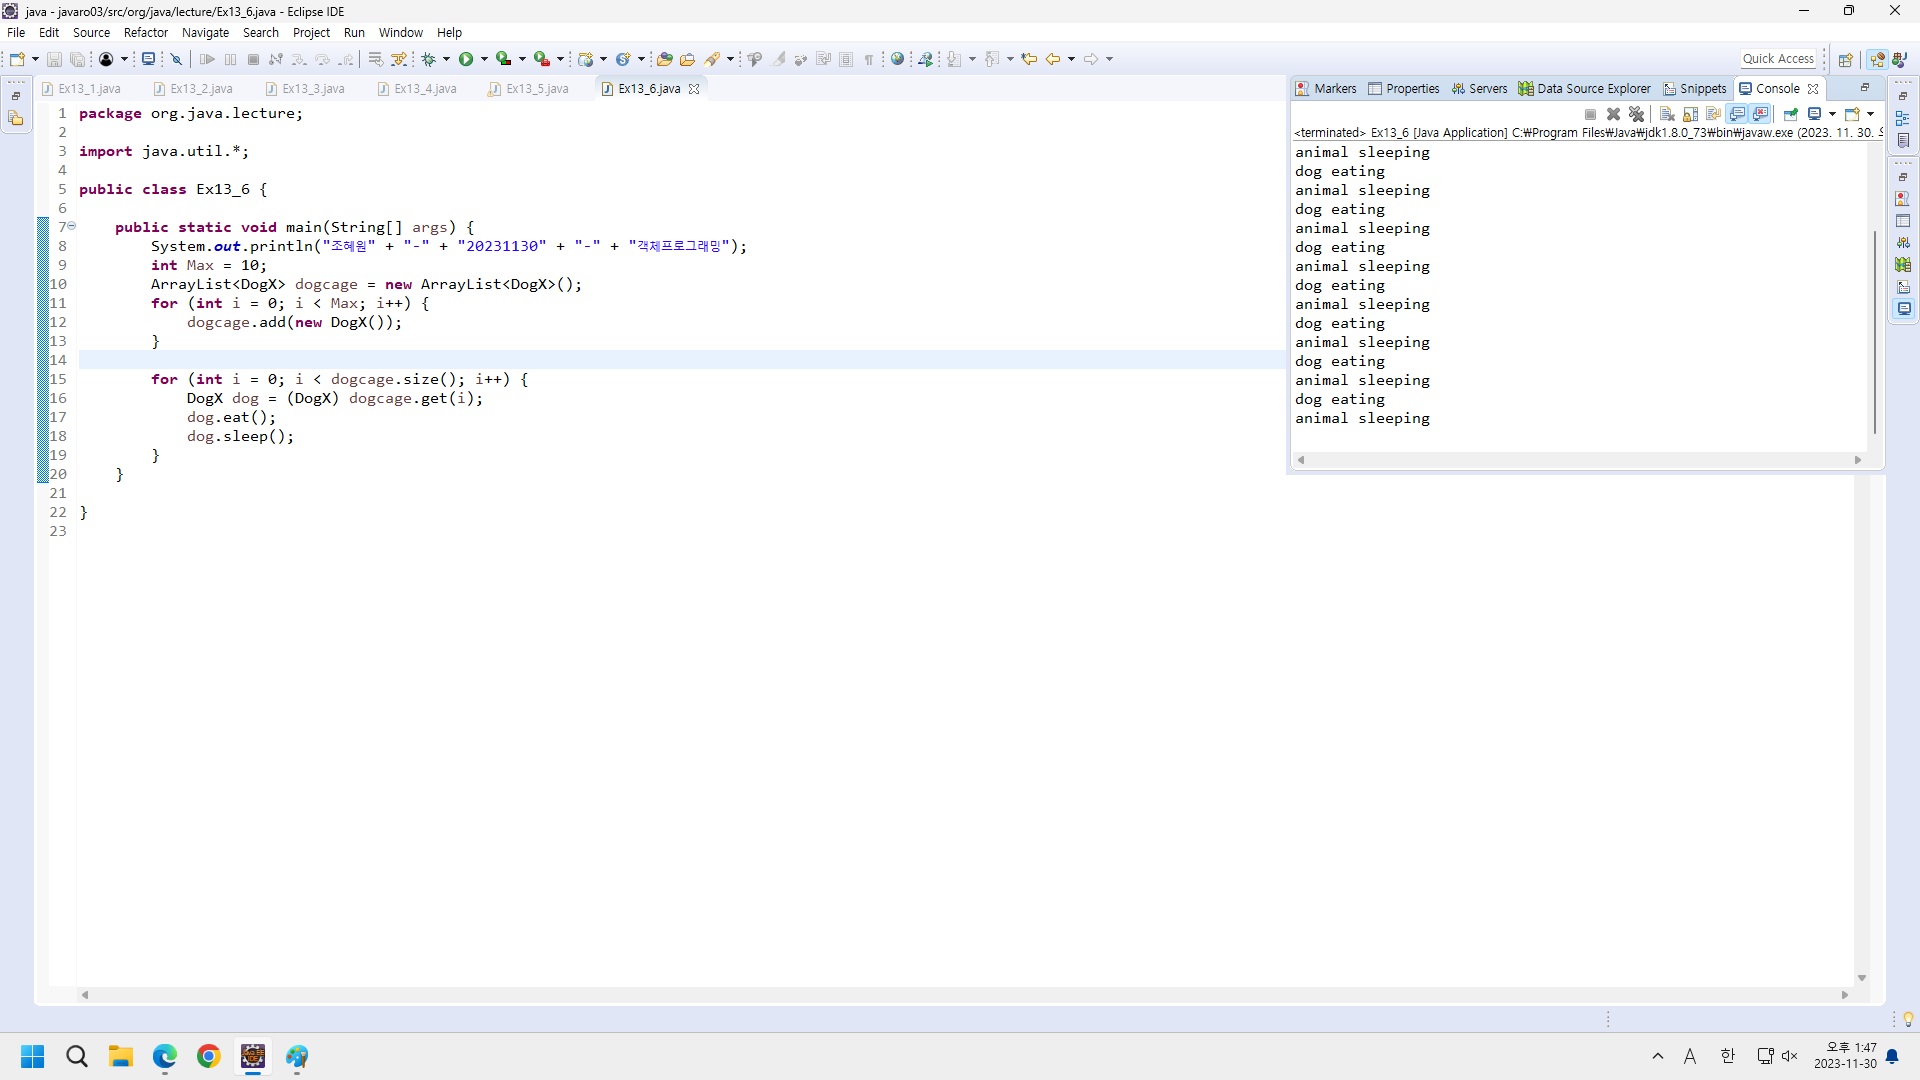 java - javaro03/src/org/java/lecture/Ex13_6.java - Eclipse IDE
File Edit Source Refactor Navigate Search Project Run Window Help
Quick Access
Ex13_1.java Ex13_2.java Ex13_3.java Ex13_4.java Ex13_5.java Ex13_6.java
1 package org.java.lecture;
2
3 import java.util.*;
4
5 public class Ex13_6 {
6
7 public static void main(String[] args) {
8 System.out.println("조혜원" + "-" + "20231130" + "-" + "객체프로그래밍");
9 int Max = 10;
10 ArrayList<DogX> dogcage = new ArrayList<DogX>();
11 for (int i = 0; i < Max; i++) {
12 dogcage.add(new DogX());
13 }
14
15 for (int i = 0; i < dogcage.size(); i++) {
16 DogX dog = (DogX) dogcage.get(i);
17 dog.eat();
18 dog.sleep();
19 }
20 }
21
22 }
23
Markers Properties Servers Data Source Explorer Snippets Console
<terminated> Ex13_6 [Java Application] C:₩Program Files₩Java₩jdk1.8.0_73₩bin₩javaw.exe (2023. 11. 30.
animal sleeping
dog eating
animal sleeping
dog eating
animal sleeping
dog eating
animal sleeping
dog eating
animal sleeping
dog eating
animal sleeping
dog eating
animal sleeping
dog eating
animal sleeping
A 한 오후 1:47
2023-11-30